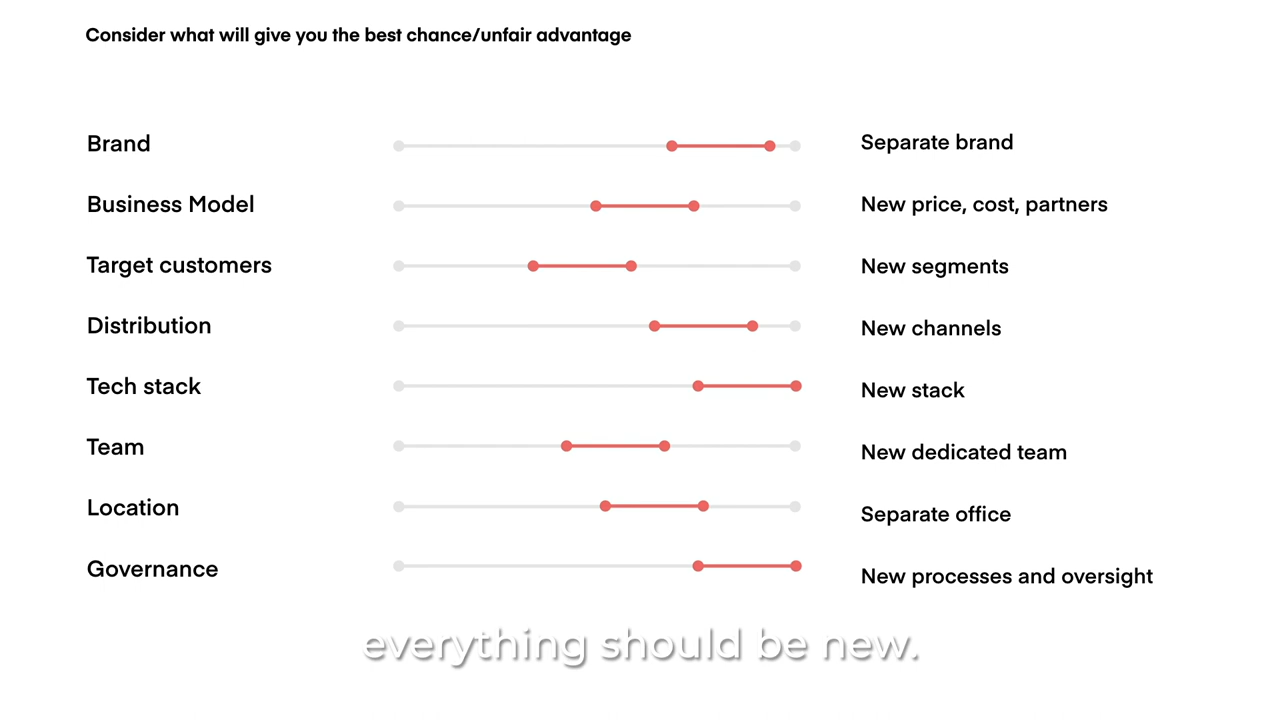 Consider what will give you the best chance/unfair advantage
Brand
Separate brand
Business Model
New price, cost, partners
Target customers
New segments
Distribution
New channels
Tech stack
New stack
Team
New dedicated team
Location
Separate office
Governance
New processes and oversight
everything should be new.